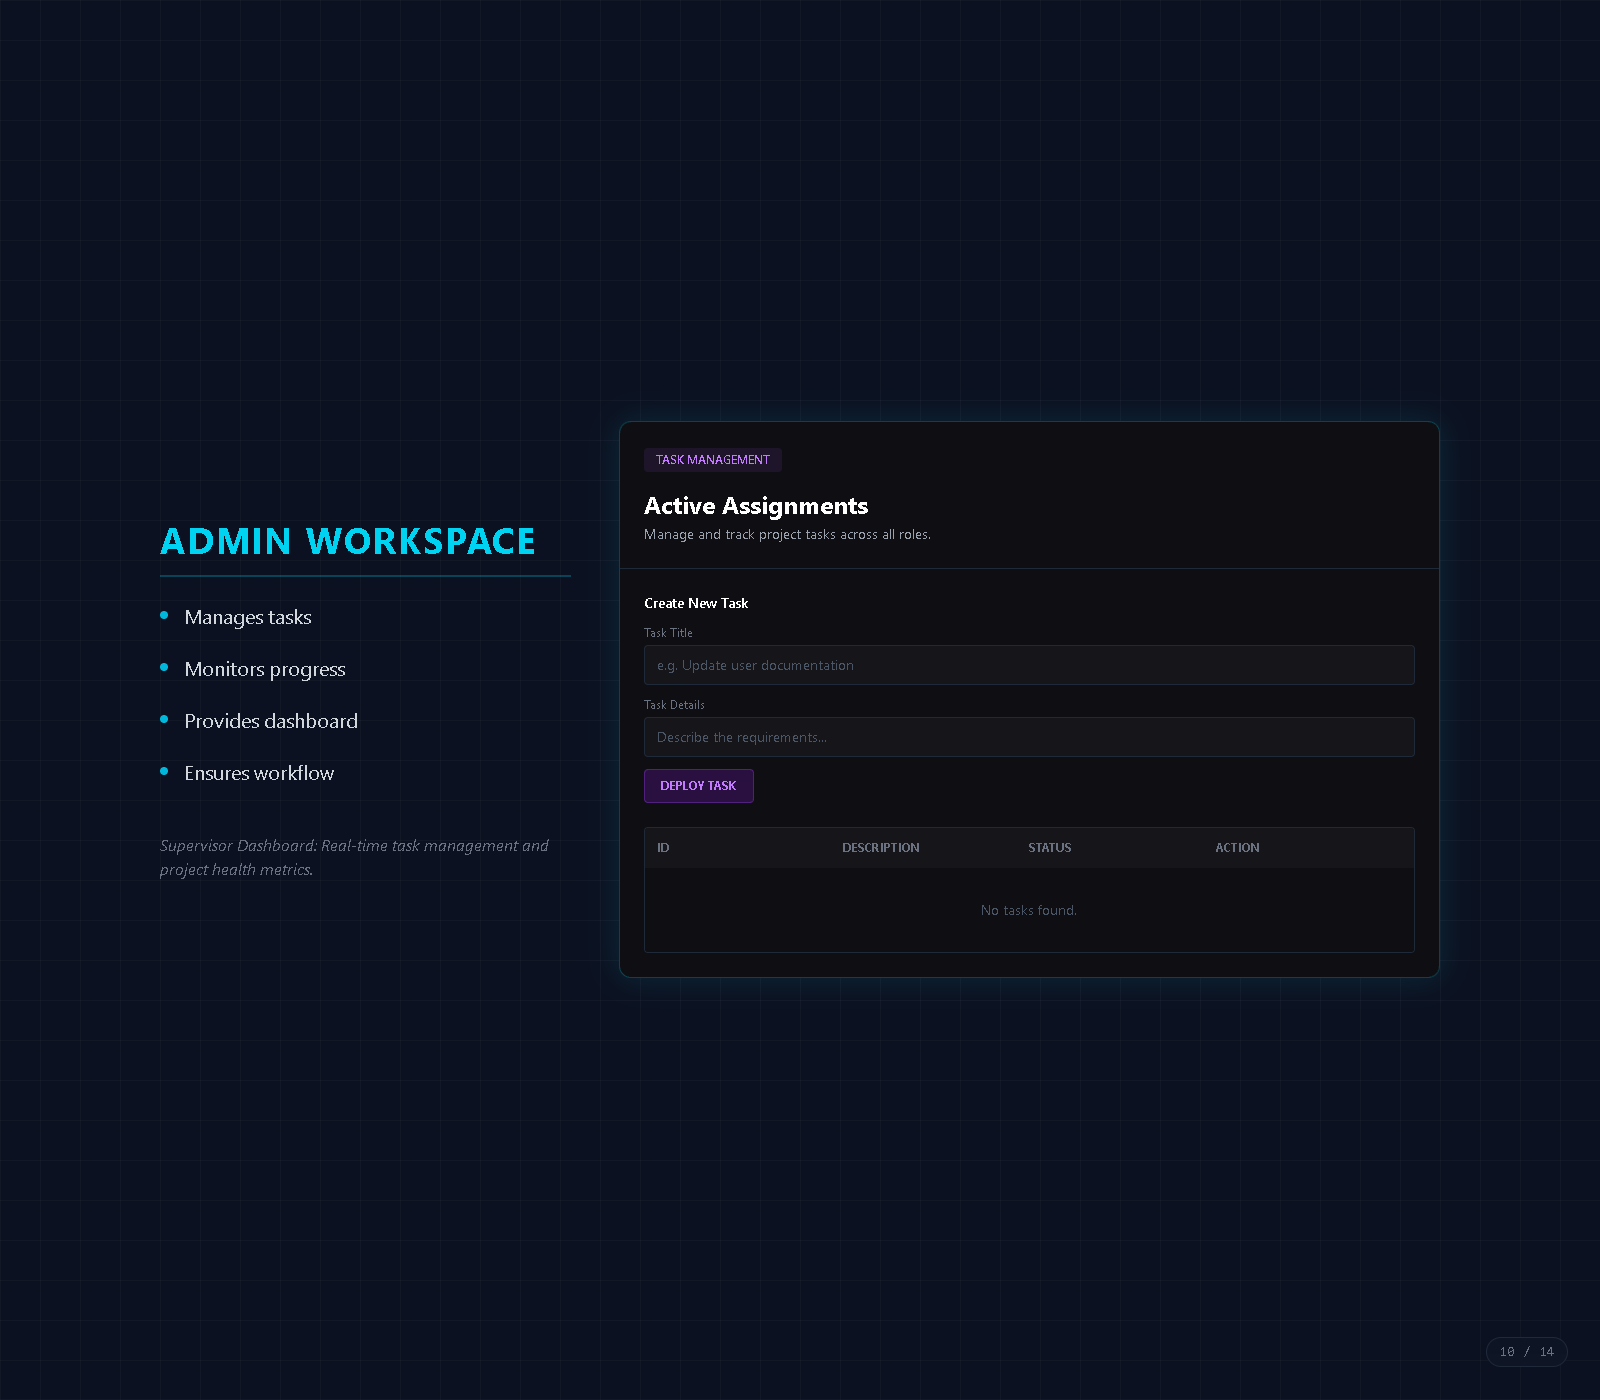 ADMIN WORKSPACE
Manages tasks
Monitors progress
Provides dashboard
Ensures workflow
Supervisor Dashboard: Real-time task management and
project health metrics.
TASK MANAGEMENT
Active Assignments
Manage and track project tasks across all roles.
Create New Task
Task Title
e.g. Update user documentation
Task Details
Describe the requirements...
DEPLOY TASK
ID DESCRIPTION STATUS ACTION
No tasks found.
10 / 14